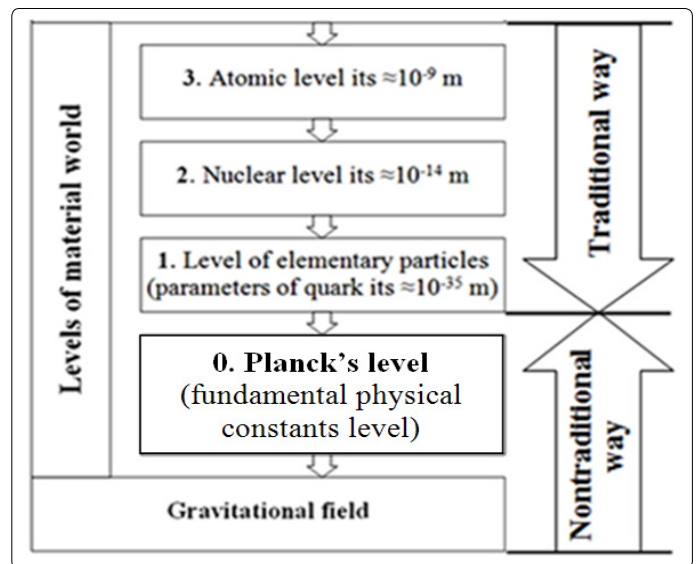 Levels of material world
3. Atomic level its ≈10⁻⁹ m
2. Nuclear level its ≈10⁻¹⁴ m
1. Level of elementary particles
(parameters of quark its ≈10⁻³⁵ m)
0. Planck’s level
(fundamental physical
constants level)
Gravitational field
Traditional way
Nontraditional
way